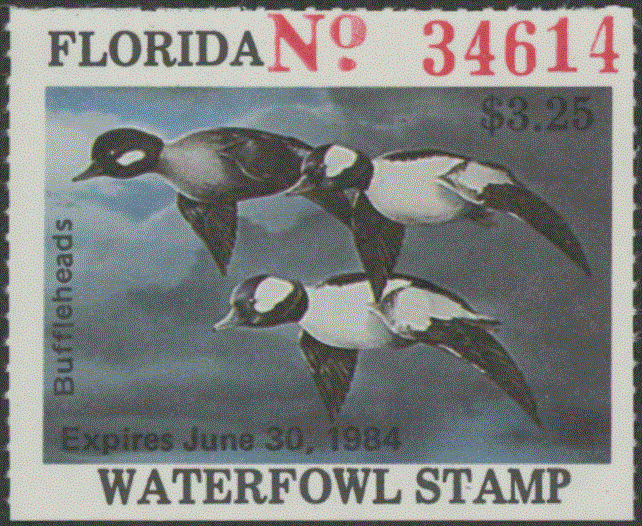 FLORIDA Nº 34614
$3.25
Buffleheads
Expires June 30, 1984
WATERFOWL STAMP